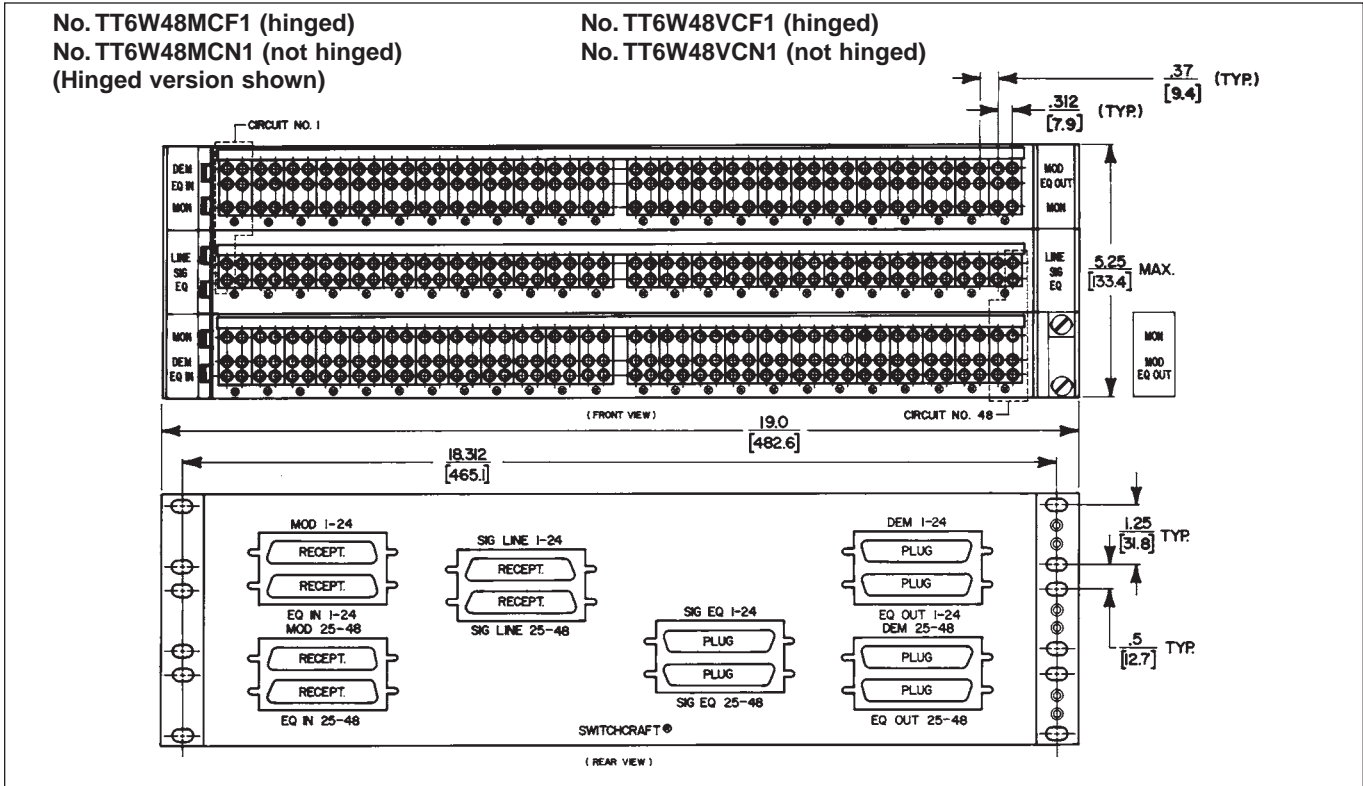 No. TT6W48MCF1 (hinged)
No. TT6W48MCN1 (not hinged)
(Hinged version shown)
No. TT6W48VCF1 (hinged)
No. TT6W48VCN1 (not hinged)
.37
[9.4]
(TYP.)
.312
[7.9]
(TYP.)
CIRCUIT NO. 1
DEM
EQ IN
MON
MOD
EQ OUT
MON
LINE
SIG
EQ
LINE
SIG
EQ
5.25
[133.4]
MAX.
MON
DEM
EQ IN
MON
MOD
EQ OUT
(FRONT VIEW)
CIRCUIT NO. 48
19.0
[482.6]
18.312
[465.1]
MOD 1-24
RECEPT.
RECEPT.
EQ IN 1-24
MOD 25-48
RECEPT.
RECEPT.
EQ IN 25-48
SIG LINE 1-24
RECEPT.
RECEPT.
SIG LINE 25-48
SIG EQ 1-24
PLUG
PLUG
SIG EQ 25-48
DEM 1-24
PLUG
PLUG
EQ OUT 1-24
DEM 25-48
PLUG
PLUG
EQ OUT 25-48
1.25
[31.8]
TYP.
.5
[12.7]
TYP.
SWITCHCRAFT®
(REAR VIEW)